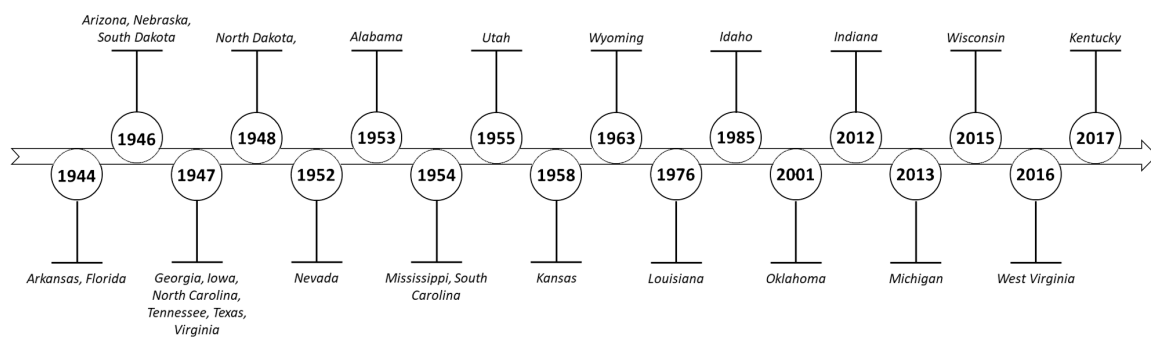 Arizona, Nebraska,
South Dakota
North Dakota,
Alabama
Utah
Wyoming
Idaho
Indiana
Wisconsin
Kentucky
1946
1948
1953
1955
1963
1985
2012
2015
2017
1944
1947
1952
1954
1958
1976
2001
2013
2016
Arkansas, Florida
Georgia, Iowa,
North Carolina,
Tennessee, Texas,
Virginia
Nevada
Mississippi, South
Carolina
Kansas
Louisiana
Oklahoma
Michigan
West Virginia